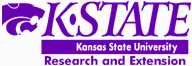 K-STATE
Kansas State University
Research and Extension